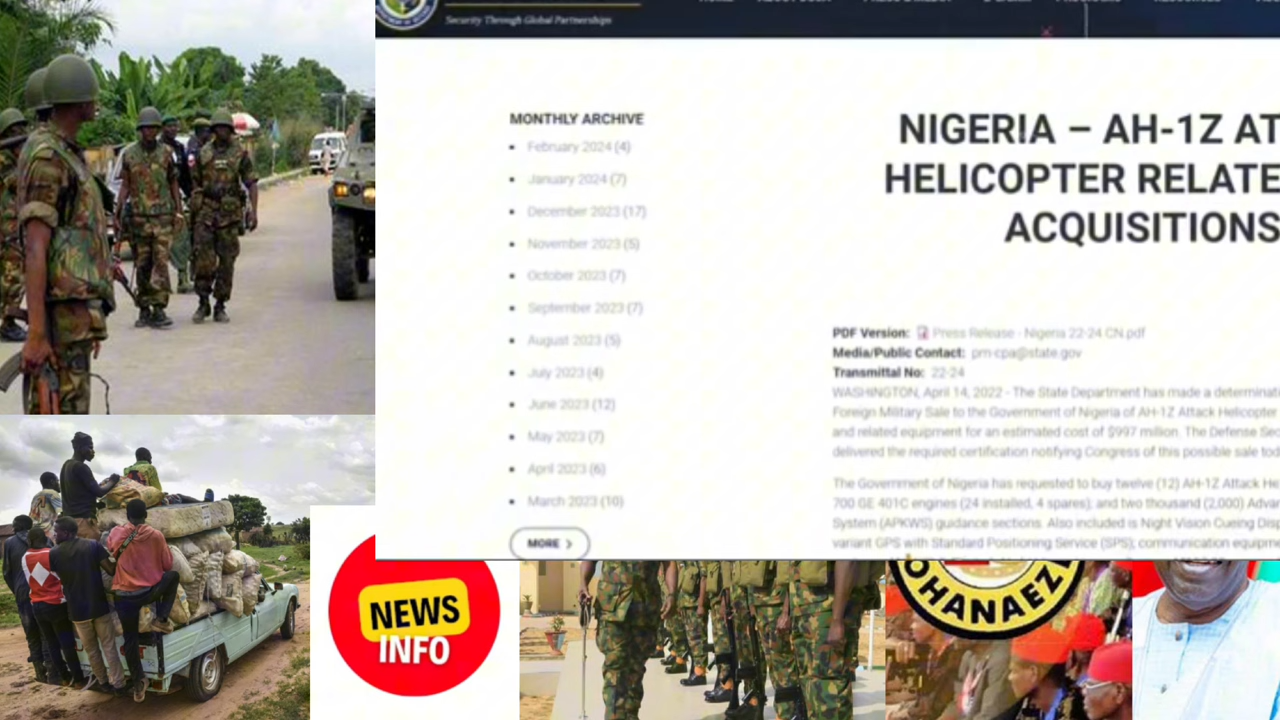 Security Through Global Partnerships
MONTHLY ARCHIVE
February 2024 (4)
January 2024 (7)
December 2023 (17)
November 2023 (5)
October 2023 (7)
September 2023 (7)
August 2023 (5)
July 2023 (4)
June 2023 (12)
May 2023 (7)
April 2023 (6)
March 2023 (10)
MORE
NIGERIA – AH-1Z AT
HELICOPTER RELATE
ACQUISITIONS
PDF Version: Press Release - Nigeria 22-24 CN.pdf
Media/Public Contact: pm-cpa@state.gov
Transmittal No: 22-24
WASHINGTON, April 14, 2022 - The State Department has made a determinat
Foreign Military Sale to the Government of Nigeria of AH-1Z Attack Helicopter
and related equipment for an estimated cost of $997 million. The Defense Sec
delivered the required certification notifying Congress of this possible sale tod
The Government of Nigeria has requested to buy twelve (12) AH-1Z Attack He
700 GE 401C engines (24 installed, 4 spares); and two thousand (2,000) Adva
System (APKWS) guidance sections. Also included is Night Vision Cueing Disp
variant GPS with Standard Positioning Service (SPS); communication equipme
NEWS
INFO
OHANAEZ